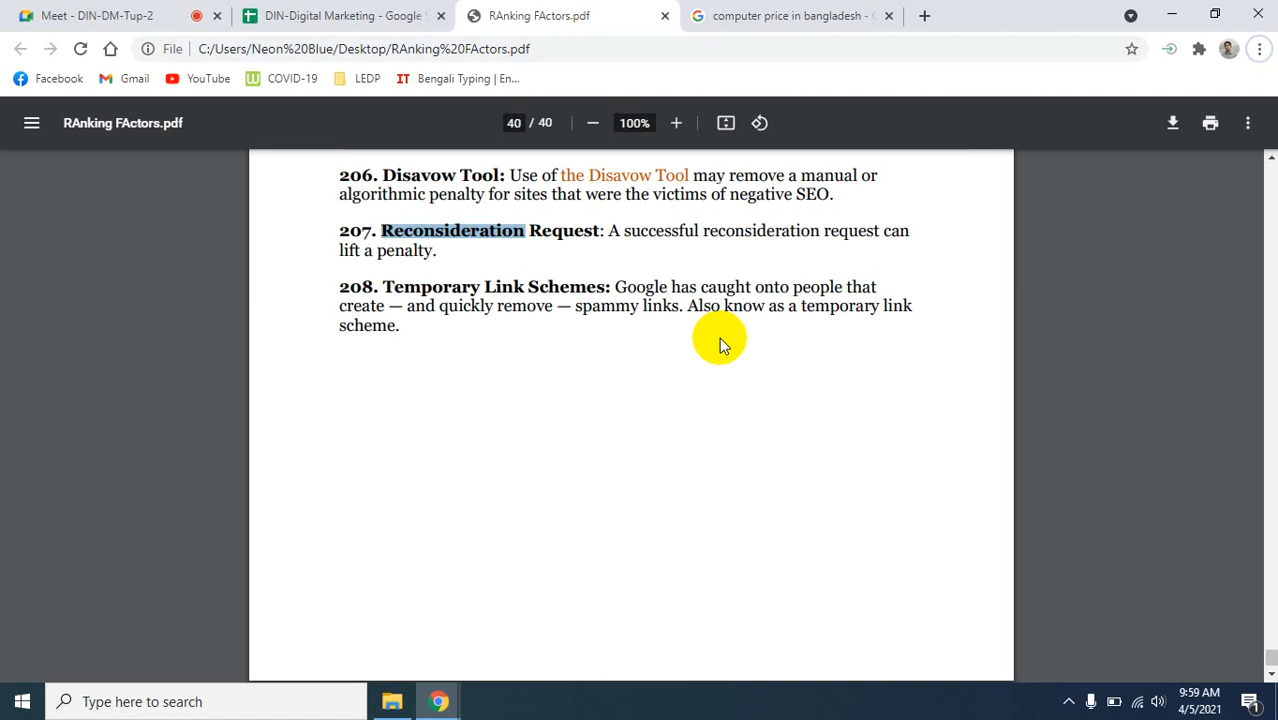 Meet - DIN-DM-Tup-2
DIN-Digital Marketing - Google S
RAnking FActors.pdf
computer price in bangladesh - G
File
C:/Users/Neon%20Blue/Desktop/RAnking%20FActors.pdf
Facebook
Gmail
YouTube
COVID-19
LEDP
IT Bengali Typing | En...
RAnking FActors.pdf
40 / 40
100%
206. Disavow Tool: Use of the Disavow Tool may remove a manual or
algorithmic penalty for sites that were the victims of negative SEO.
207. Reconsideration Request: A successful reconsideration request can
lift a penalty.
208. Temporary Link Schemes: Google has caught onto people that
create — and quickly remove — spammy links. Also know as a temporary link
scheme.
Type here to search
9:59 AM
4/5/2021
1